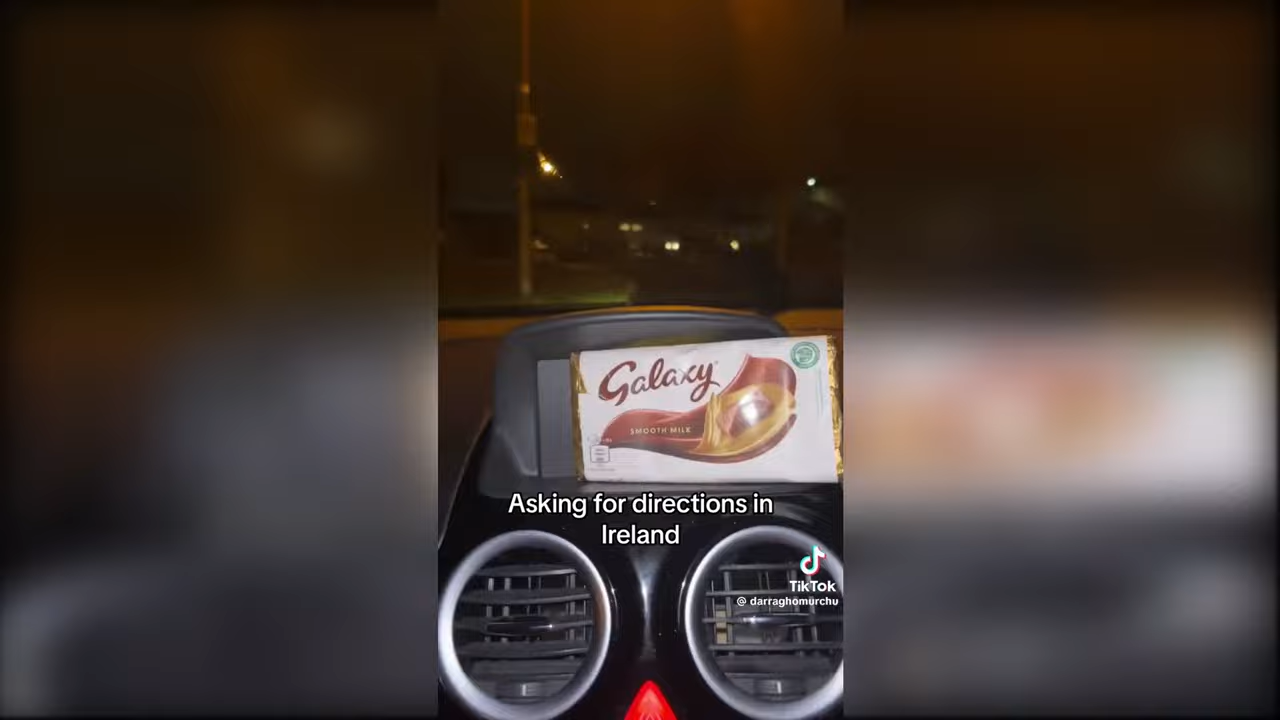 Galaxy
SMOOTH MILK
Asking for directions in
Ireland
TikTok
@ darraghomurchu